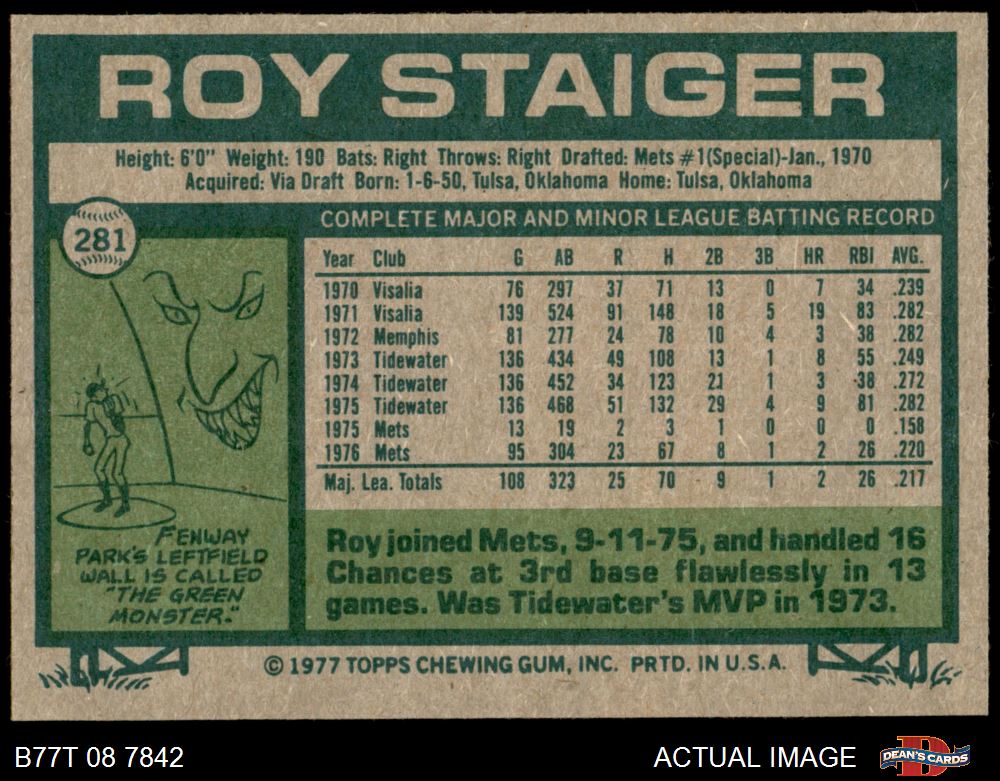 ROY STAIGER
Height: 6'0" Weight: 190 Bats: Right Throws: Right Drafted: Mets #1(Special)-Jan., 1970
Acquired: Via Draft Born: 1-6-50, Tulsa, Oklahoma Home: Tulsa, Oklahoma
281
COMPLETE MAJOR AND MINOR LEAGUE BATTING RECORD
Year Club G AB R H 2B 3B HR RBI AVG.
1970 Visalia 76 297 37 71 13 0 7 34 .239
1971 Visalia 139 524 91 148 18 5 19 83 .282
1972 Memphis 81 277 24 78 10 4 3 38 .282
1973 Tidewater 136 434 49 108 13 1 8 55 .249
1974 Tidewater 136 452 34 123 21 1 3 38 .272
1975 Tidewater 136 468 51 132 29 4 9 81 .282
1975 Mets 13 19 2 3 1 0 0 0 .158
1976 Mets 95 304 23 67 8 1 2 26 .220
Maj. Lea. Totals 108 323 25 70 9 1 2 26 .217
FENWAY
PARK'S LEFTFIELD
WALL IS CALLED
"THE GREEN
MONSTER."
Roy joined Mets, 9-11-75, and handled 16
Chances at 3rd base flawlessly in 13
games. Was Tidewater's MVP in 1973.
© 1977 TOPPS CHEWING GUM, INC. PRTD. IN U.S.A.
B77T 08 7842
ACTUAL IMAGE
DEAN'S CARDS